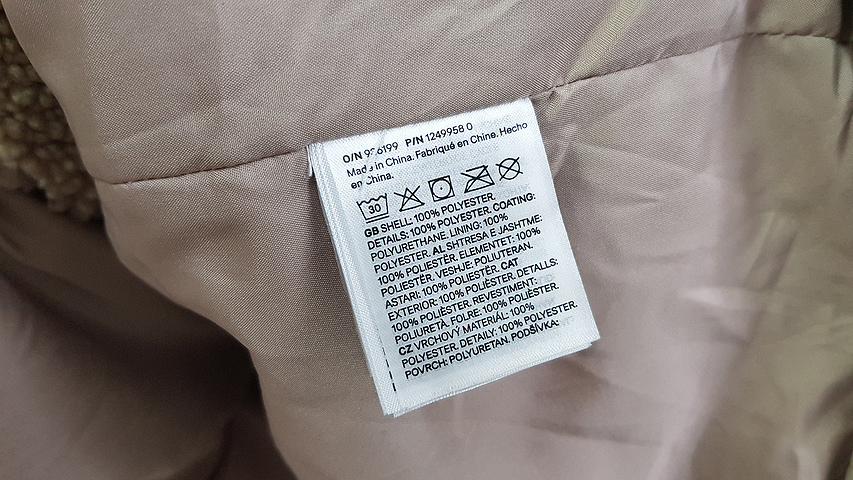 O/N 936199 P/N 1249958 0
Made in China. Fabriqué en Chine. Hecho
en China.
30
GB SHELL: 100% POLYESTER.
DETAILS: 100% POLYESTER. COATING:
POLYURETHANE. LINING: 100%
POLYESTER. AL SHTRESA E JASHTME:
100% POLIESTËR. ELEMENTET: 100%
POLIESTËR. VESHJE: POLIUTERAN.
ASTARI: 100% POLIESTËR. CAT
EXTERIOR: 100% POLIÈSTER. DETALLS:
100% POLIÈSTER. REVESTIMENT:
POLIURETÀ. FOLRE: 100% POLIÈSTER.
CZ VRCHOVÝ MATERIÁL: 100%
POLYESTER. DETAILY: 100% POLYESTER.
POVRCH: POLYURETAN. PODŠÍVKA: